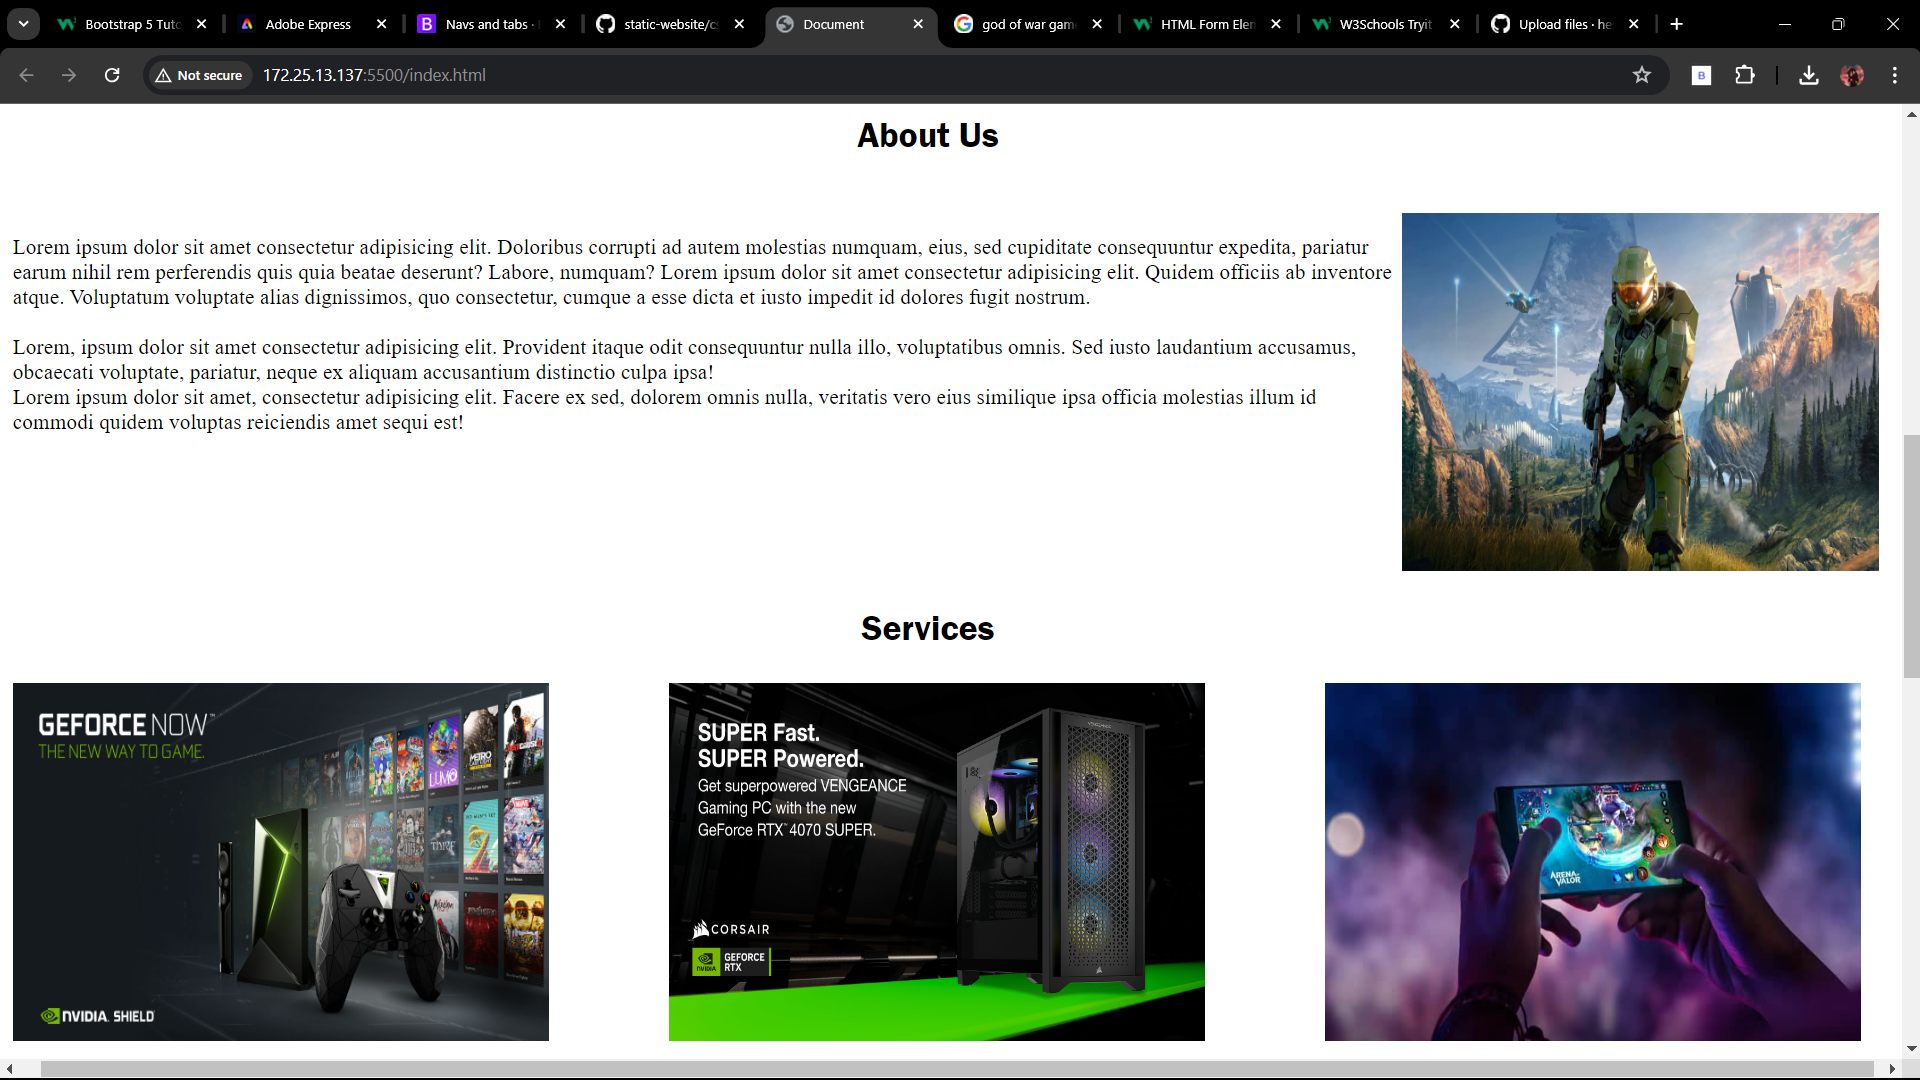 Bootstrap 5 Tuto
Adobe Express
Navs and tabs ·
static-website/cs
Document
god of war gam
HTML Form Elem
W3Schools Tryit
Upload files · he
Not secure
172.25.13.137:5500/index.html
About Us
Lorem ipsum dolor sit amet consectetur adipisicing elit. Doloribus corrupti ad autem molestias numquam, eius, sed cupiditate consequuntur expedita, pariatur
earum nihil rem perferendis quis quia beatae deserunt? Labore, numquam? Lorem ipsum dolor sit amet consectetur adipisicing elit. Quidem officiis ab inventore
atque. Voluptatum voluptate alias dignissimos, quo consectetur, cumque a esse dicta et iusto impedit id dolores fugit nostrum.
Lorem, ipsum dolor sit amet consectetur adipisicing elit. Provident itaque odit consequuntur nulla illo, voluptatibus omnis. Sed iusto laudantium accusamus,
obcaecati voluptate, pariatur, neque ex aliquam accusantium distinctio culpa ipsa!
Lorem ipsum dolor sit amet, consectetur adipisicing elit. Facere ex sed, dolorem omnis nulla, veritatis vero eius similique ipsa officia molestias illum id
commodi quidem voluptas reiciendis amet sequi est!
Services
GEFORCE NOW™
THE NEW WAY TO GAME.
LUMO
METRO
THIEF
NVIDIA. SHIELD
SUPER Fast.
SUPER Powered.
Get superpowered VENGEANCE
Gaming PC with the new
GeForce RTX™ 4070 SUPER.
CORSAIR
NVIDIA
GEFORCE
RTX
ARENA OF
VALOR